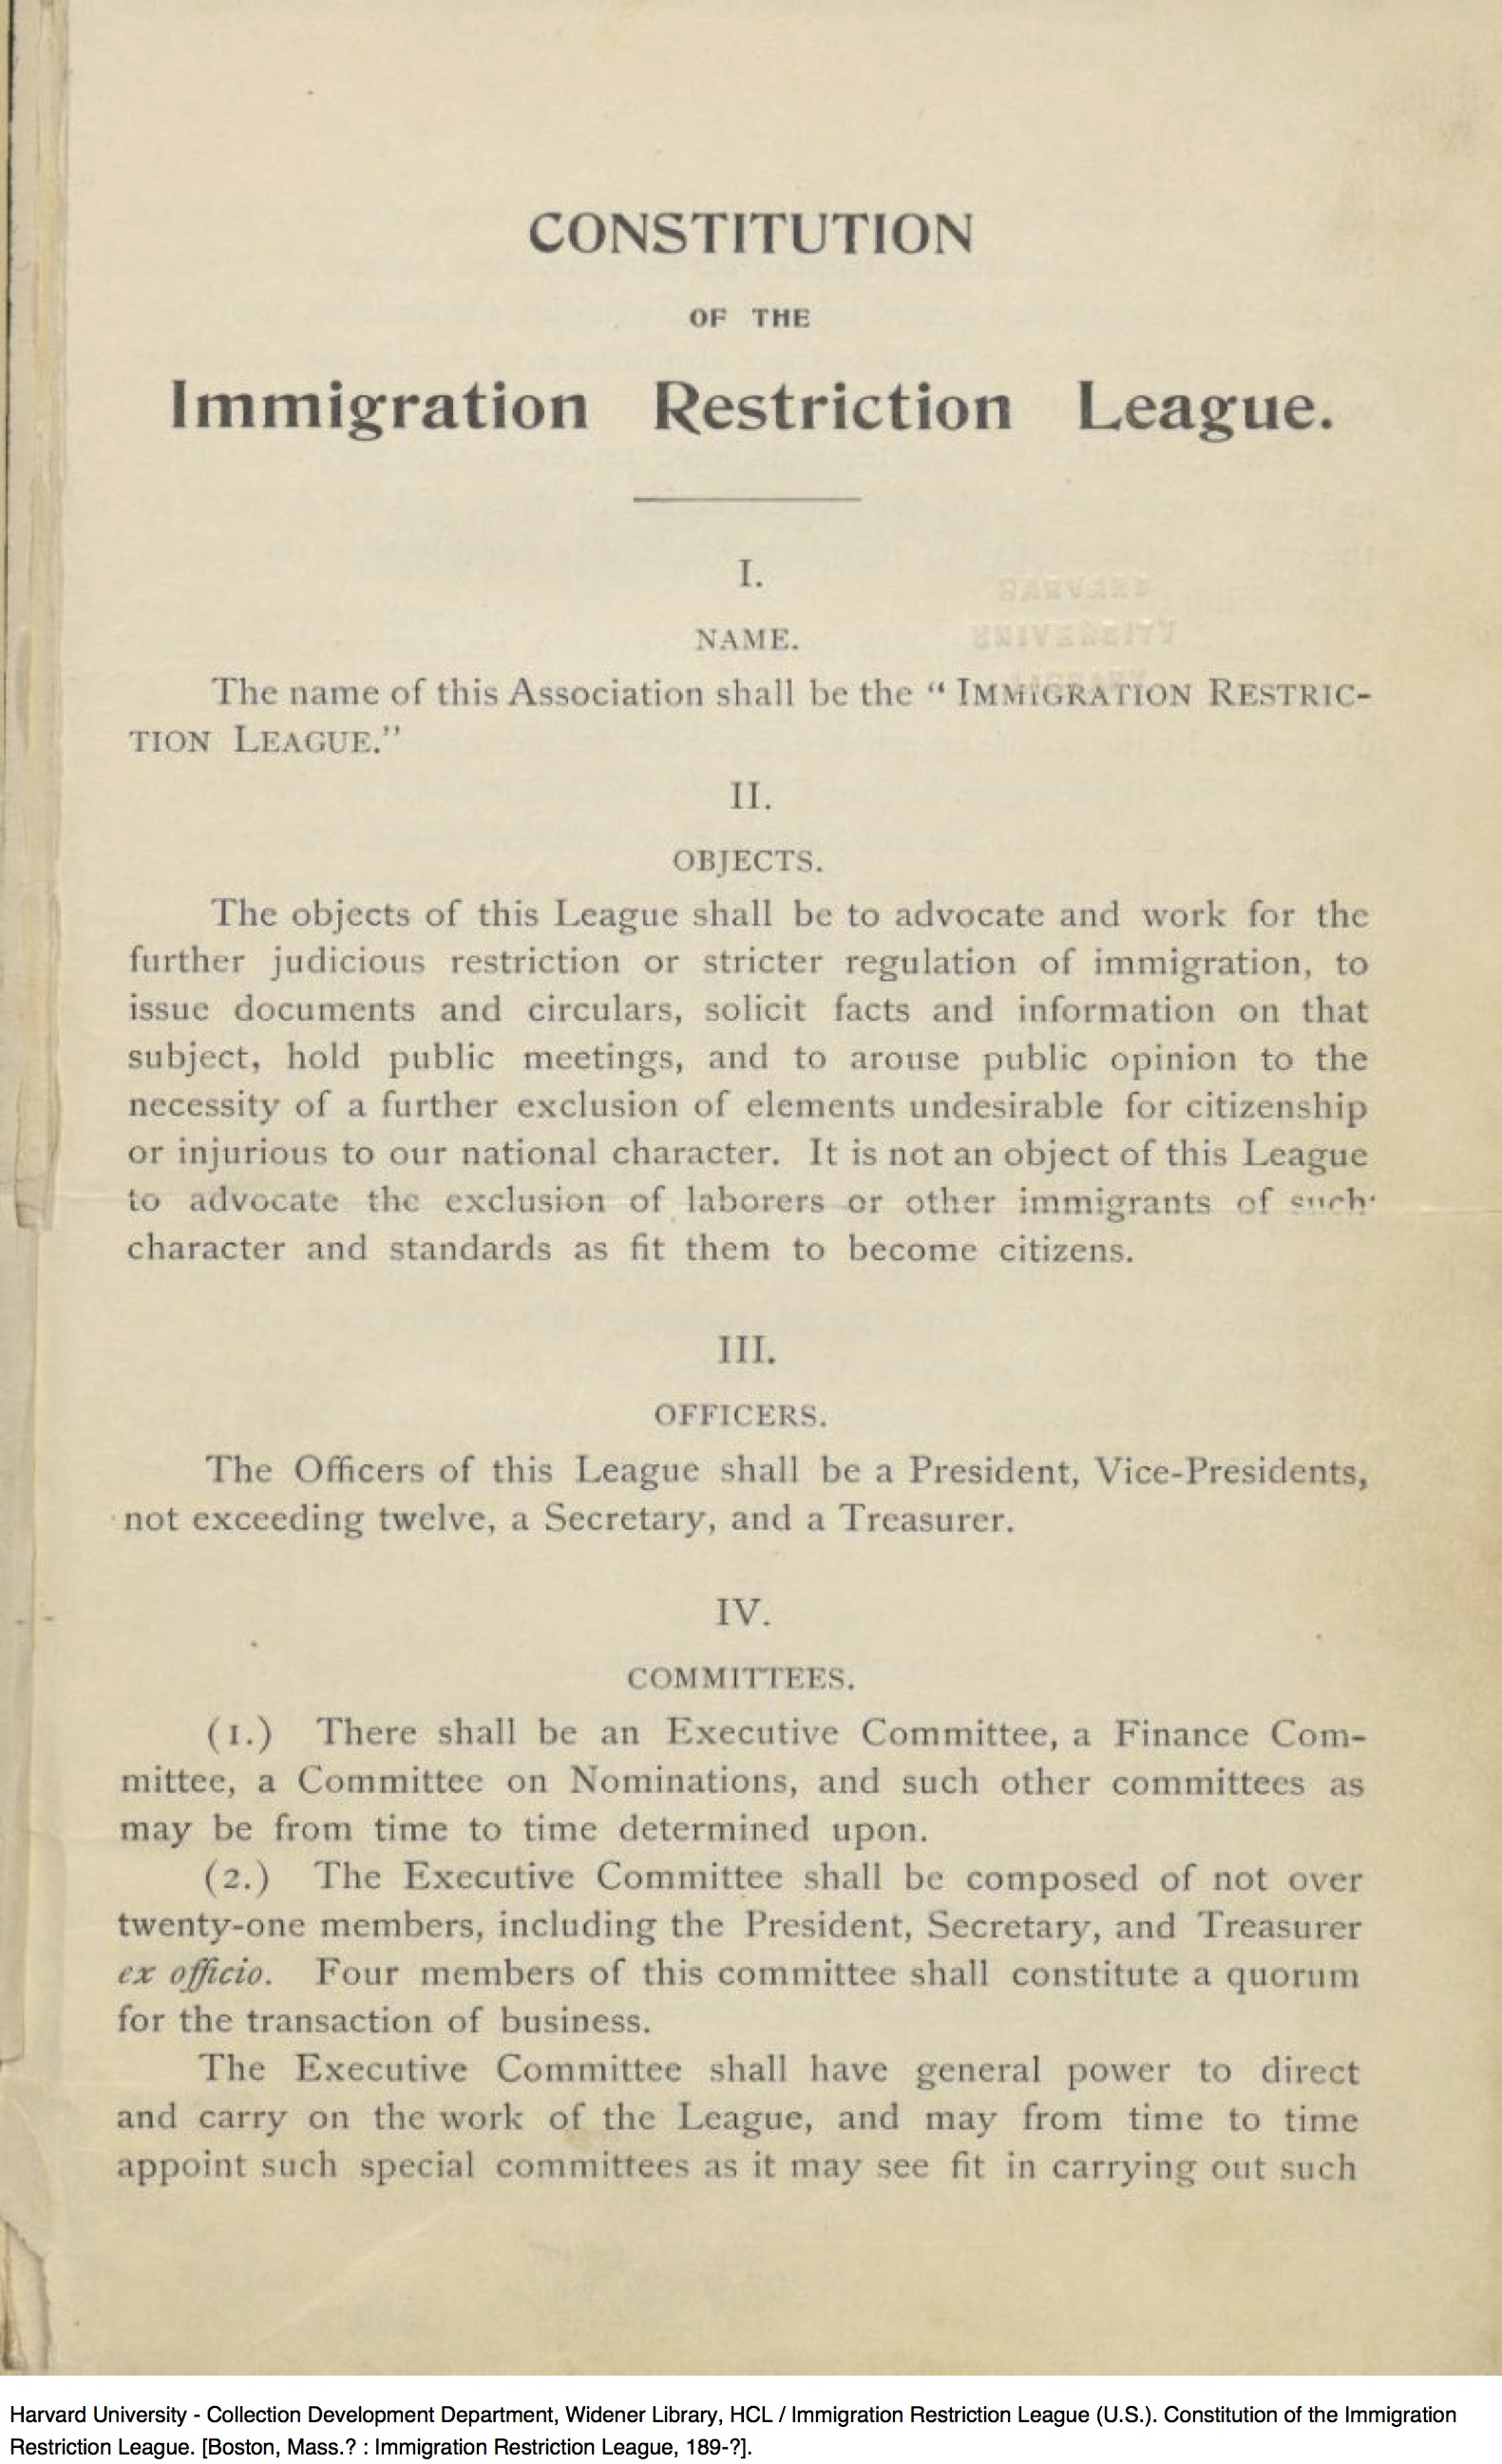 CONSTITUTION
OF THE
Immigration Restriction League.
I.
HARVARD
UNIVERSITY
LIBRARY
NAME.
The name of this Association shall be the “ IMMIGRATION RESTRIC-
TION LEAGUE.”
II.
OBJECTS.
The objects of this League shall be to advocate and work for the
further judicious restriction or stricter regulation of immigration, to
issue documents and circulars, solicit facts and information on that
subject, hold public meetings, and to arouse public opinion to the
necessity of a further exclusion of elements undesirable for citizenship
or injurious to our national character. It is not an object of this League
to advocate the exclusion of laborers or other immigrants of such
character and standards as fit them to become citizens.
III.
OFFICERS.
The Officers of this League shall be a President, Vice-Presidents,
not exceeding twelve, a Secretary, and a Treasurer.
IV.
COMMITTEES.
(1.) There shall be an Executive Committee, a Finance Com-
mittee, a Committee on Nominations, and such other committees as
may be from time to time determined upon.
(2.) The Executive Committee shall be composed of not over
twenty-one members, including the President, Secretary, and Treasurer
ex officio. Four members of this committee shall constitute a quorum
for the transaction of business.
The Executive Committee shall have general power to direct
and carry on the work of the League, and may from time to time
appoint such special committees as it may see fit in carrying out such
Harvard University - Collection Development Department, Widener Library, HCL / Immigration Restriction League (U.S.). Constitution of the Immigration
Restriction League. [Boston, Mass.? : Immigration Restriction League, 189-?].